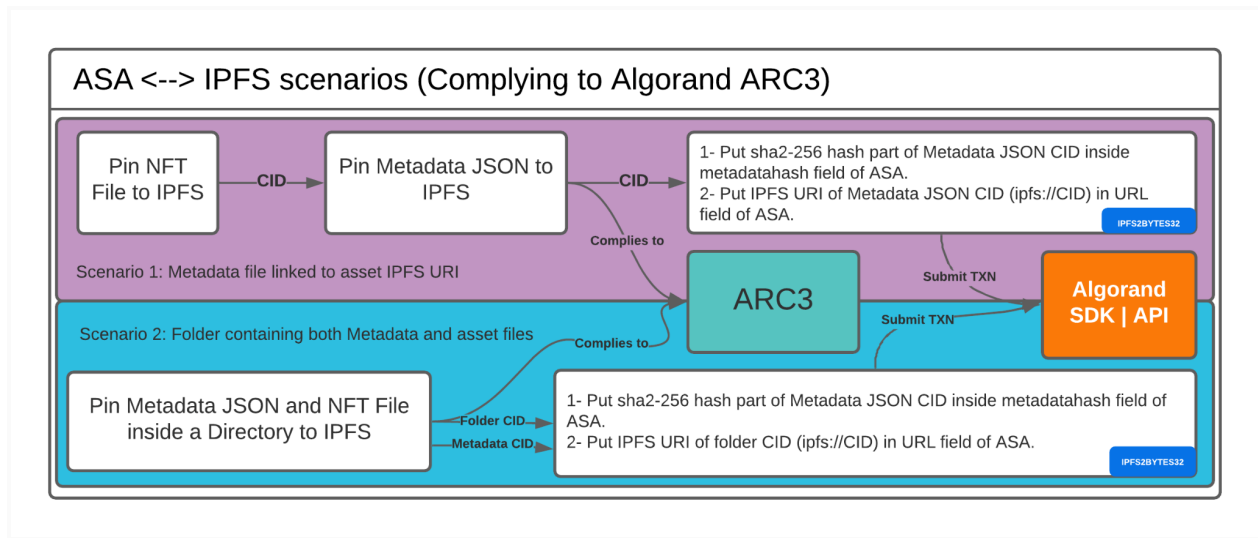 ASA <--> IPFS scenarios (Complying to Algorand ARC3)
Pin NFT
File to IPFS
CID
Pin Metadata JSON to
IPFS
CID
1- Put sha2-256 hash part of Metadata JSON CID inside
metadatahash field of ASA.
2- Put IPFS URI of Metadata JSON CID (ipfs://CID) in URL
field of ASA.
IPFS2BYTES32
Complies to
Scenario 1: Metadata file linked to asset IPFS URI
ARC3
Submit TXN
Algorand
SDK | API
Submit TXN
Scenario 2: Folder containing both Metadata and asset files
Complies to
Pin Metadata JSON and NFT File
inside a Directory to IPFS
Folder CID
Metadata CID
1- Put sha2-256 hash part of Metadata JSON CID inside metadatahash field of
ASA.
2- Put IPFS URI of folder CID (ipfs://CID) in URL field of ASA.
IPFS2BYTES32